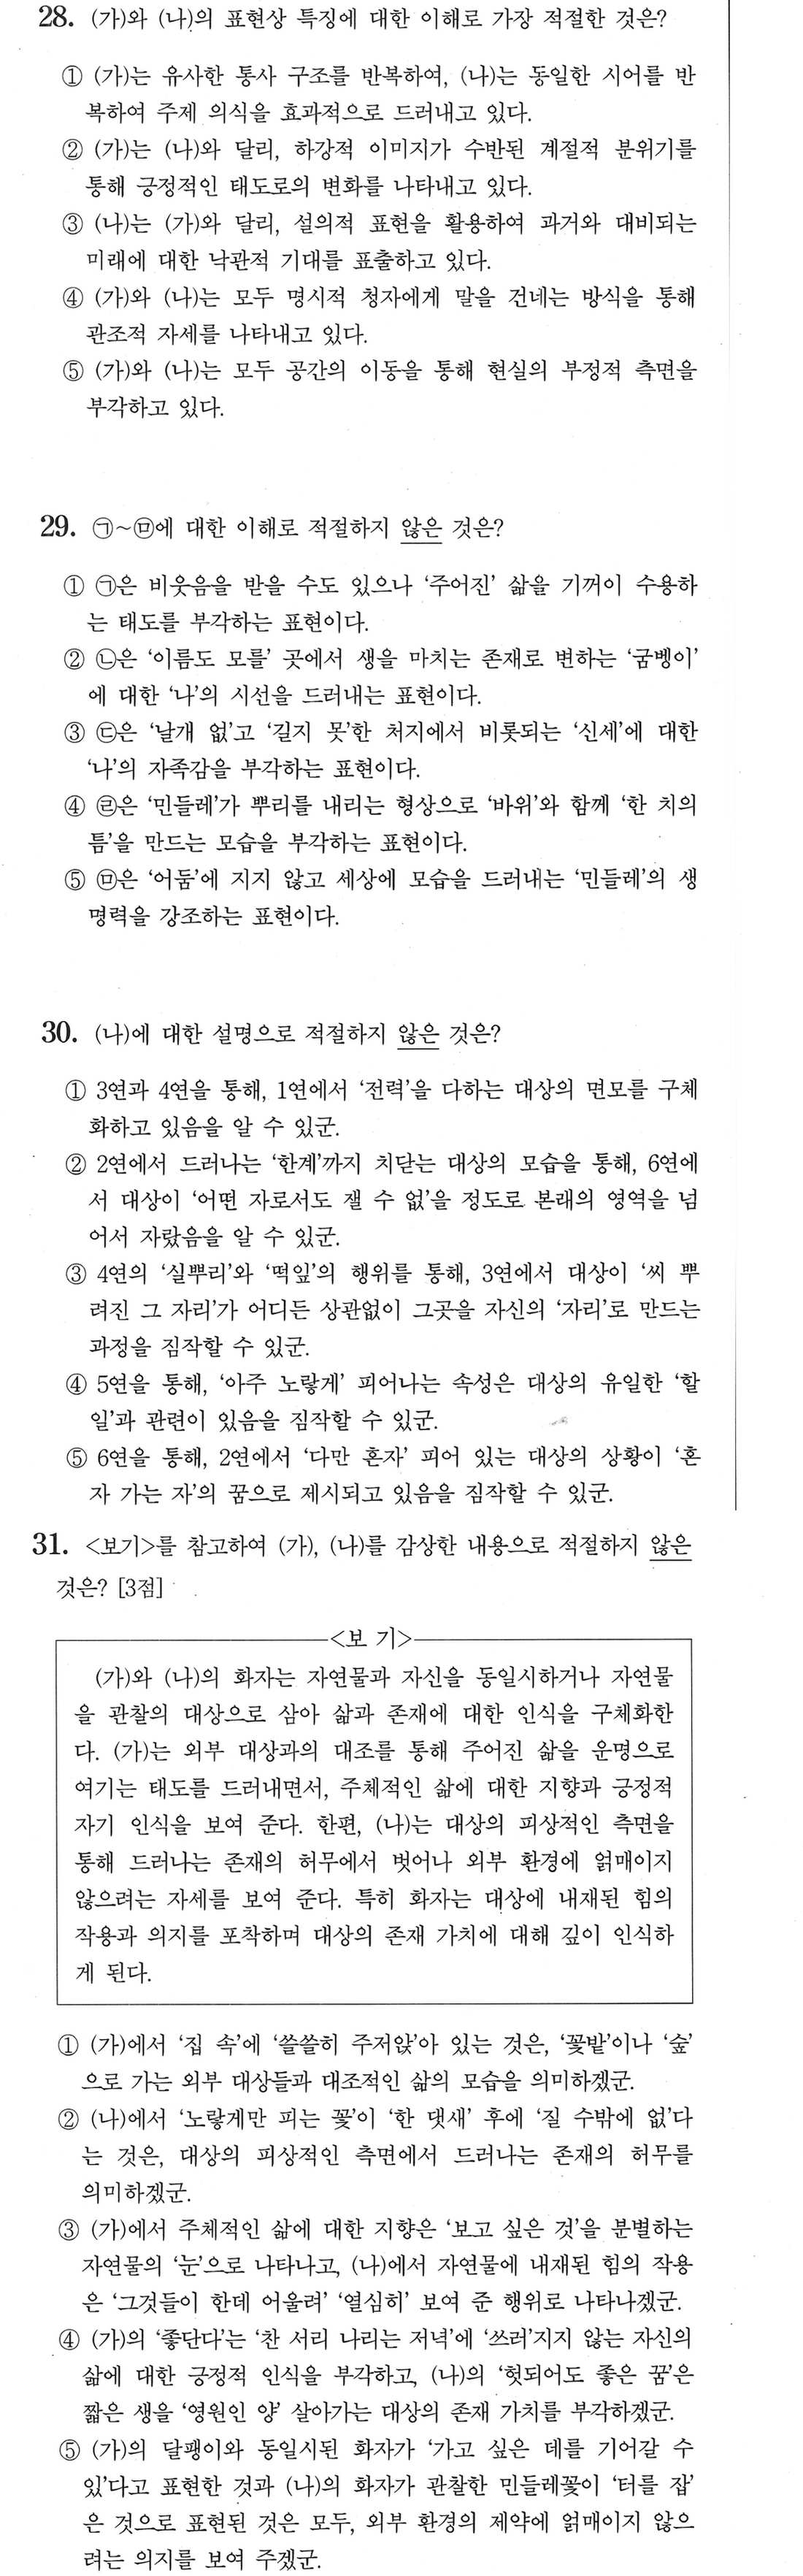 28. (가)와 (나)의 표현상 특징에 대한 이해로 가장 적절한 것은?
① (가)는 유사한 통사 구조를 반복하여, (나)는 동일한 시어를 반
복하여 주제 의식을 효과적으로 드러내고 있다.
② (가)는 (나)와 달리, 하강적 이미지가 수반된 계절적 분위기를
통해 긍정적인 태도로의 변화를 나타내고 있다.
③ (나)는 (가)와 달리, 설의적 표현을 활용하여 과거와 대비되는
미래에 대한 낙관적 기대를 표출하고 있다.
④ (가)와 (나)는 모두 명시적 청자에게 말을 건네는 방식을 통해
관조적 자세를 나타내고 있다.
⑤ (가)와 (나)는 모두 공간의 이동을 통해 현실의 부정적 측면을
부각하고 있다.
29. ㉠~㉤에 대한 이해로 적절하지 않은 것은?
① ㉠은 비웃음을 받을 수도 있으나 ‘주어진’ 삶을 기꺼이 수용하
는 태도를 부각하는 표현이다.
② ㉡은 ‘이름도 모를’ 곳에서 생을 마치는 존재로 변하는 ‘굼벵이’
에 대한 ‘나’의 시선을 드러내는 표현이다.
③ ㉢은 ‘날개 없’고 ‘길지 못’한 처지에서 비롯되는 ‘신세’에 대한
‘나’의 자족감을 부각하는 표현이다.
④ ㉣은 ‘민들레’가 뿌리를 내리는 형상으로 ‘바위’와 함께 ‘한 치의
틈’을 만드는 모습을 부각하는 표현이다.
⑤ ㉤은 ‘어둠’에 지지 않고 세상에 모습을 드러내는 ‘민들레’의 생
명력을 강조하는 표현이다.
30. (나)에 대한 설명으로 적절하지 않은 것은?
① 3연과 4연을 통해, 1연에서 ‘전력’을 다하는 대상의 면모를 구체
화하고 있음을 알 수 있군.
② 2연에서 드러나는 ‘한계’까지 치닫는 대상의 모습을 통해, 6연에
서 대상이 ‘어떤 자로서도 잴 수 없’을 정도로 본래의 영역을 넘
어서 자랐음을 알 수 있군.
③ 4연의 ‘실뿌리’와 ‘떡잎’의 행위를 통해, 3연에서 대상이 ‘씨 뿌
려진 그 자리’가 어디든 상관없이 그곳을 자신의 ‘자리’로 만드는
과정을 짐작할 수 있군.
④ 5연을 통해, ‘아주 노랗게’ 피어나는 속성은 대상의 유일한 ‘할
일’과 관련이 있음을 짐작할 수 있군.
⑤ 6연을 통해, 2연에서 ‘다만 혼자’ 피어 있는 대상의 상황이 ‘혼
자 가는 자’의 꿈으로 제시되고 있음을 짐작할 수 있군.
31. <보기>를 참고하여 (가), (나)를 감상한 내용으로 적절하지 않은
것은? [3점]
<보 기>
(가)와 (나)의 화자는 자연물과 자신을 동일시하거나 자연물
을 관찰의 대상으로 삼아 삶과 존재에 대한 인식을 구체화한
다. (가)는 외부 대상과의 대조를 통해 주어진 삶을 운명으로
여기는 태도를 드러내면서, 주체적인 삶에 대한 지향과 긍정적
자기 인식을 보여 준다. 한편, (나)는 대상의 피상적인 측면을
통해 드러나는 존재의 허무에서 벗어나 외부 환경에 얽매이지
않으려는 자세를 보여 준다. 특히 화자는 대상에 내재된 힘의
작용과 의지를 포착하며 대상의 존재 가치에 대해 깊이 인식하
게 된다.
① (가)에서 ‘집 속’에 ‘쓸쓸히 주저앉’아 있는 것은, ‘꽃밭’이나 ‘숲’
으로 가는 외부 대상들과 대조적인 삶의 모습을 의미하겠군.
② (나)에서 ‘노랗게만 피는 꽃’이 ‘한 댓새’ 후에 ‘질 수밖에 없’다
는 것은, 대상의 피상적인 측면에서 드러나는 존재의 허무를
의미하겠군.
③ (가)에서 주체적인 삶에 대한 지향은 ‘보고 싶은 것’을 분별하는
자연물의 ‘눈’으로 나타나고, (나)에서 자연물에 내재된 힘의 작용
은 ‘그것들이 한데 어울려’ ‘열심히’ 보여 준 행위로 나타나겠군.
④ (가)의 ‘좋단다’는 ‘찬 서리 나리는 저녁’에 ‘쓰러’지지 않는 자신의
삶에 대한 긍정적 인식을 부각하고, (나)의 ‘헛되어도 좋은 꿈’은
짧은 생을 ‘영원인 양’ 살아가는 대상의 존재 가치를 부각하겠군.
⑤ (가)의 달팽이와 동일시된 화자가 ‘가고 싶은 데를 기어갈 수
있’다고 표현한 것과 (나)의 화자가 관찰한 민들레꽃이 ‘터를 잡’
은 것으로 표현된 것은 모두, 외부 환경의 제약에 얽매이지 않으
려는 의지를 보여 주겠군.